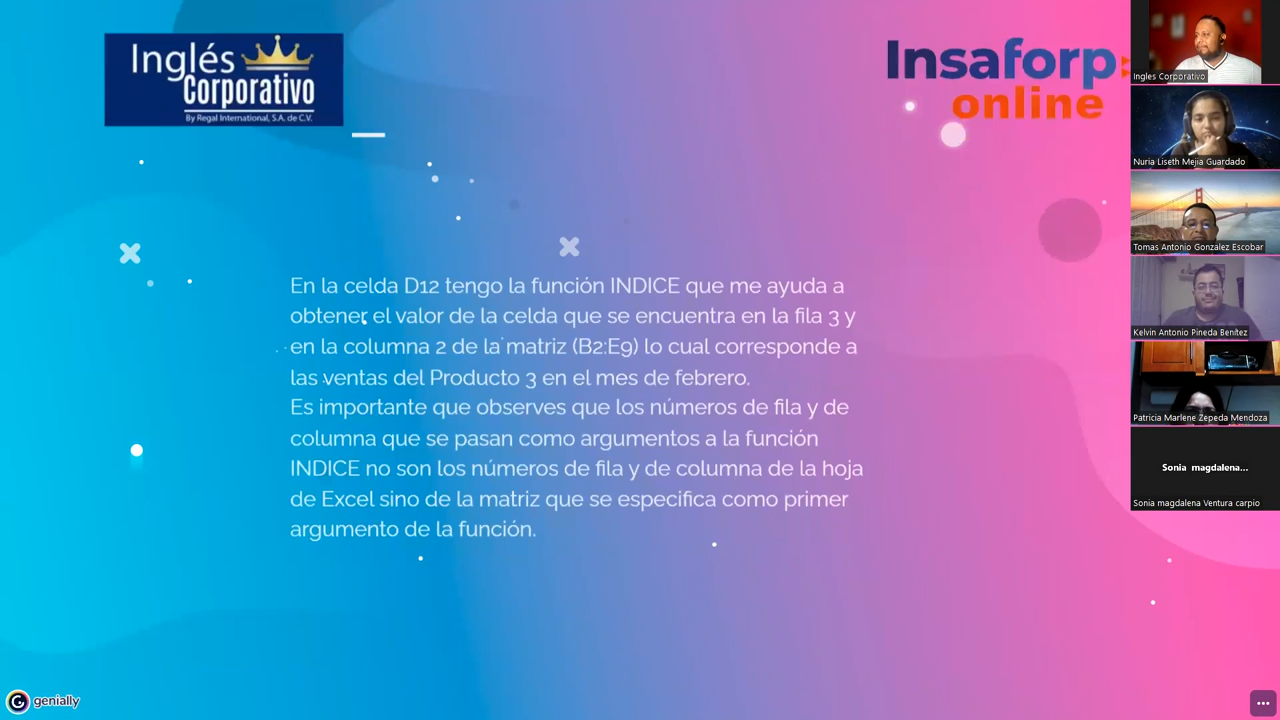 Inglés
Corporativo
By Regal International, S.A. de C.V.
Insaforp
online
En la celda D12 tengo la función INDICE que me ayuda a
obtener el valor de la celda que se encuentra en la fila 3 y
en la columna 2 de la matriz (B2:E9) lo cual corresponde a
las ventas del Producto 3 en el mes de febrero.
Es importante que observes que los números de fila y de
columna que se pasan como argumentos a la función
INDICE no son los números de fila y de columna de la hoja
de Excel sino de la matriz que se especifica como primer
argumento de la función.
genially
Ingles Corporativo
Nuria Liseth Mejia Guardado
Tomas Antonio González Escobar
Kelvin Antonio Pineda Benítez
Patricia Marlene Zepeda Mendoza
Sonia magdalena...
Sonia magdalena Ventura carpio